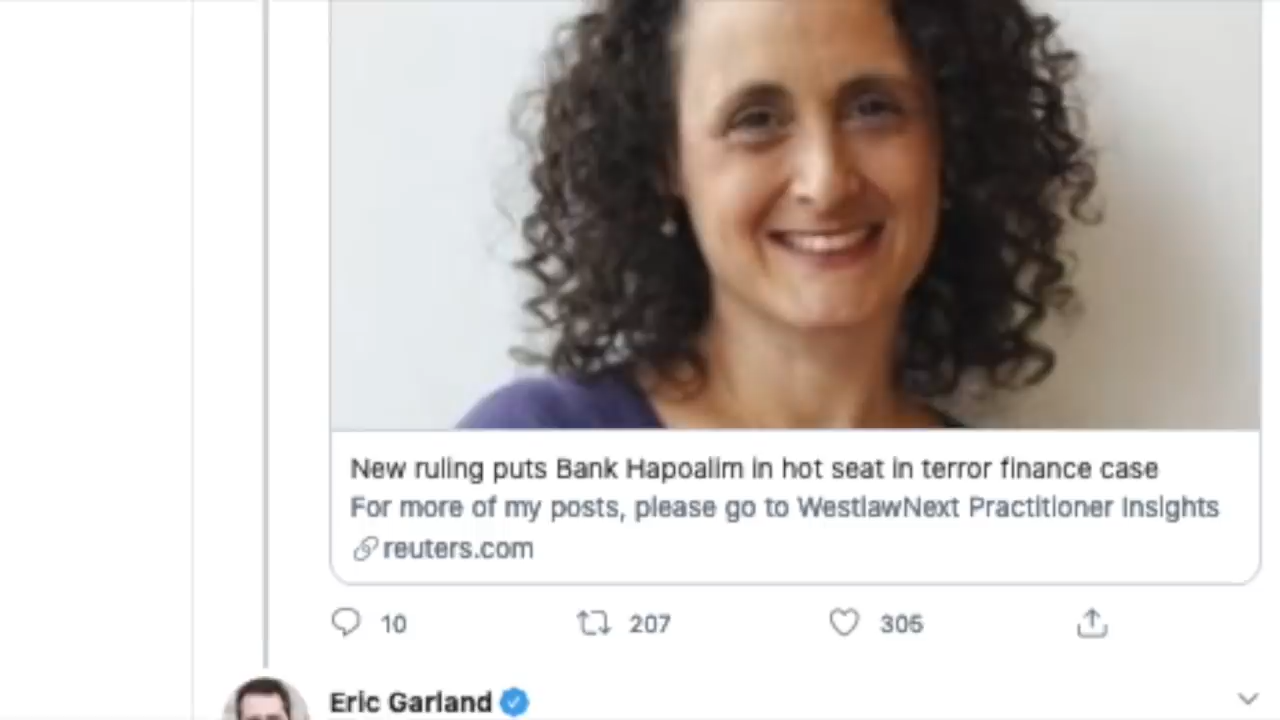 New ruling puts Bank Hapoalim in hot seat in terror finance case
For more of my posts, please go to WestlawNext Practitioner Insights
reuters.com
10 207 305
Eric Garland